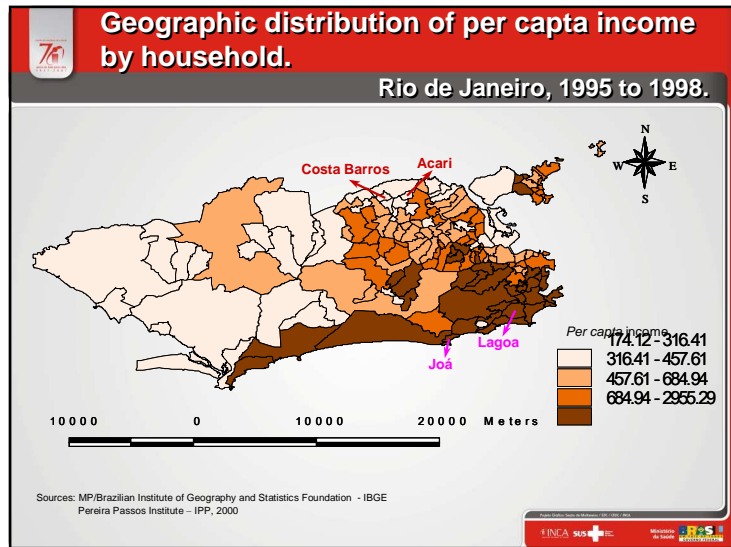 Geographic distribution of per capta income
by household.
Rio de Janeiro, 1995 to 1998.
N
W
E
S
Costa Barros
Acari
Lagoa
Joá
Per capta income
174.12 - 316.41
316.41 - 457.61
457.61 - 684.94
684.94 - 2955.29
10000 0 10000 20000 Meters
Sources: MP/Brazilian Institute of Geography and Statistics Foundation - IBGE
Pereira Passos Institute – IPP, 2000
INCA
SUS
Ministério
da Saúde
BRASIL